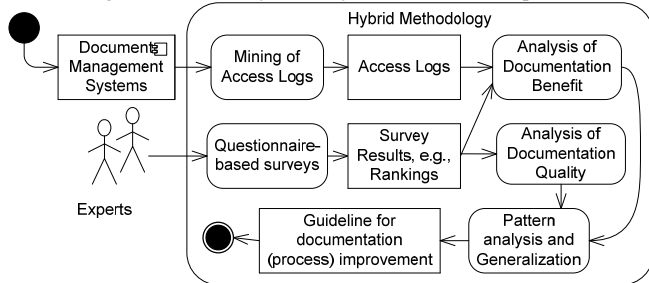 Hybrid Methodology
Documents
Management
Systems
Mining of
Access Logs
Access Logs
Analysis of
Documentation
Benefit
Experts
Questionnaire-
based surveys
Survey
Results, e.g.,
Rankings
Analysis of
Documentation
Quality
Guideline for
documentation
(process) improvement
Pattern
analysis and
Generalization